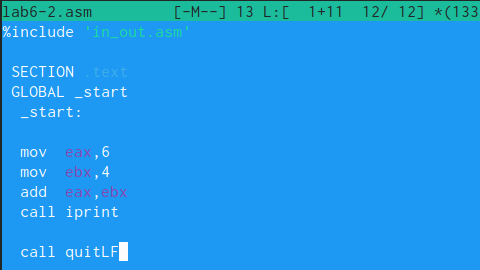 lab6-2.asm [-M--] 13 L:[ 1+11 12/ 12] *(133
%include 'in_out.asm'
SECTION .text
GLOBAL _start
_start:
mov eax,6
mov ebx,4
add eax,ebx
call iprint
call quitLF